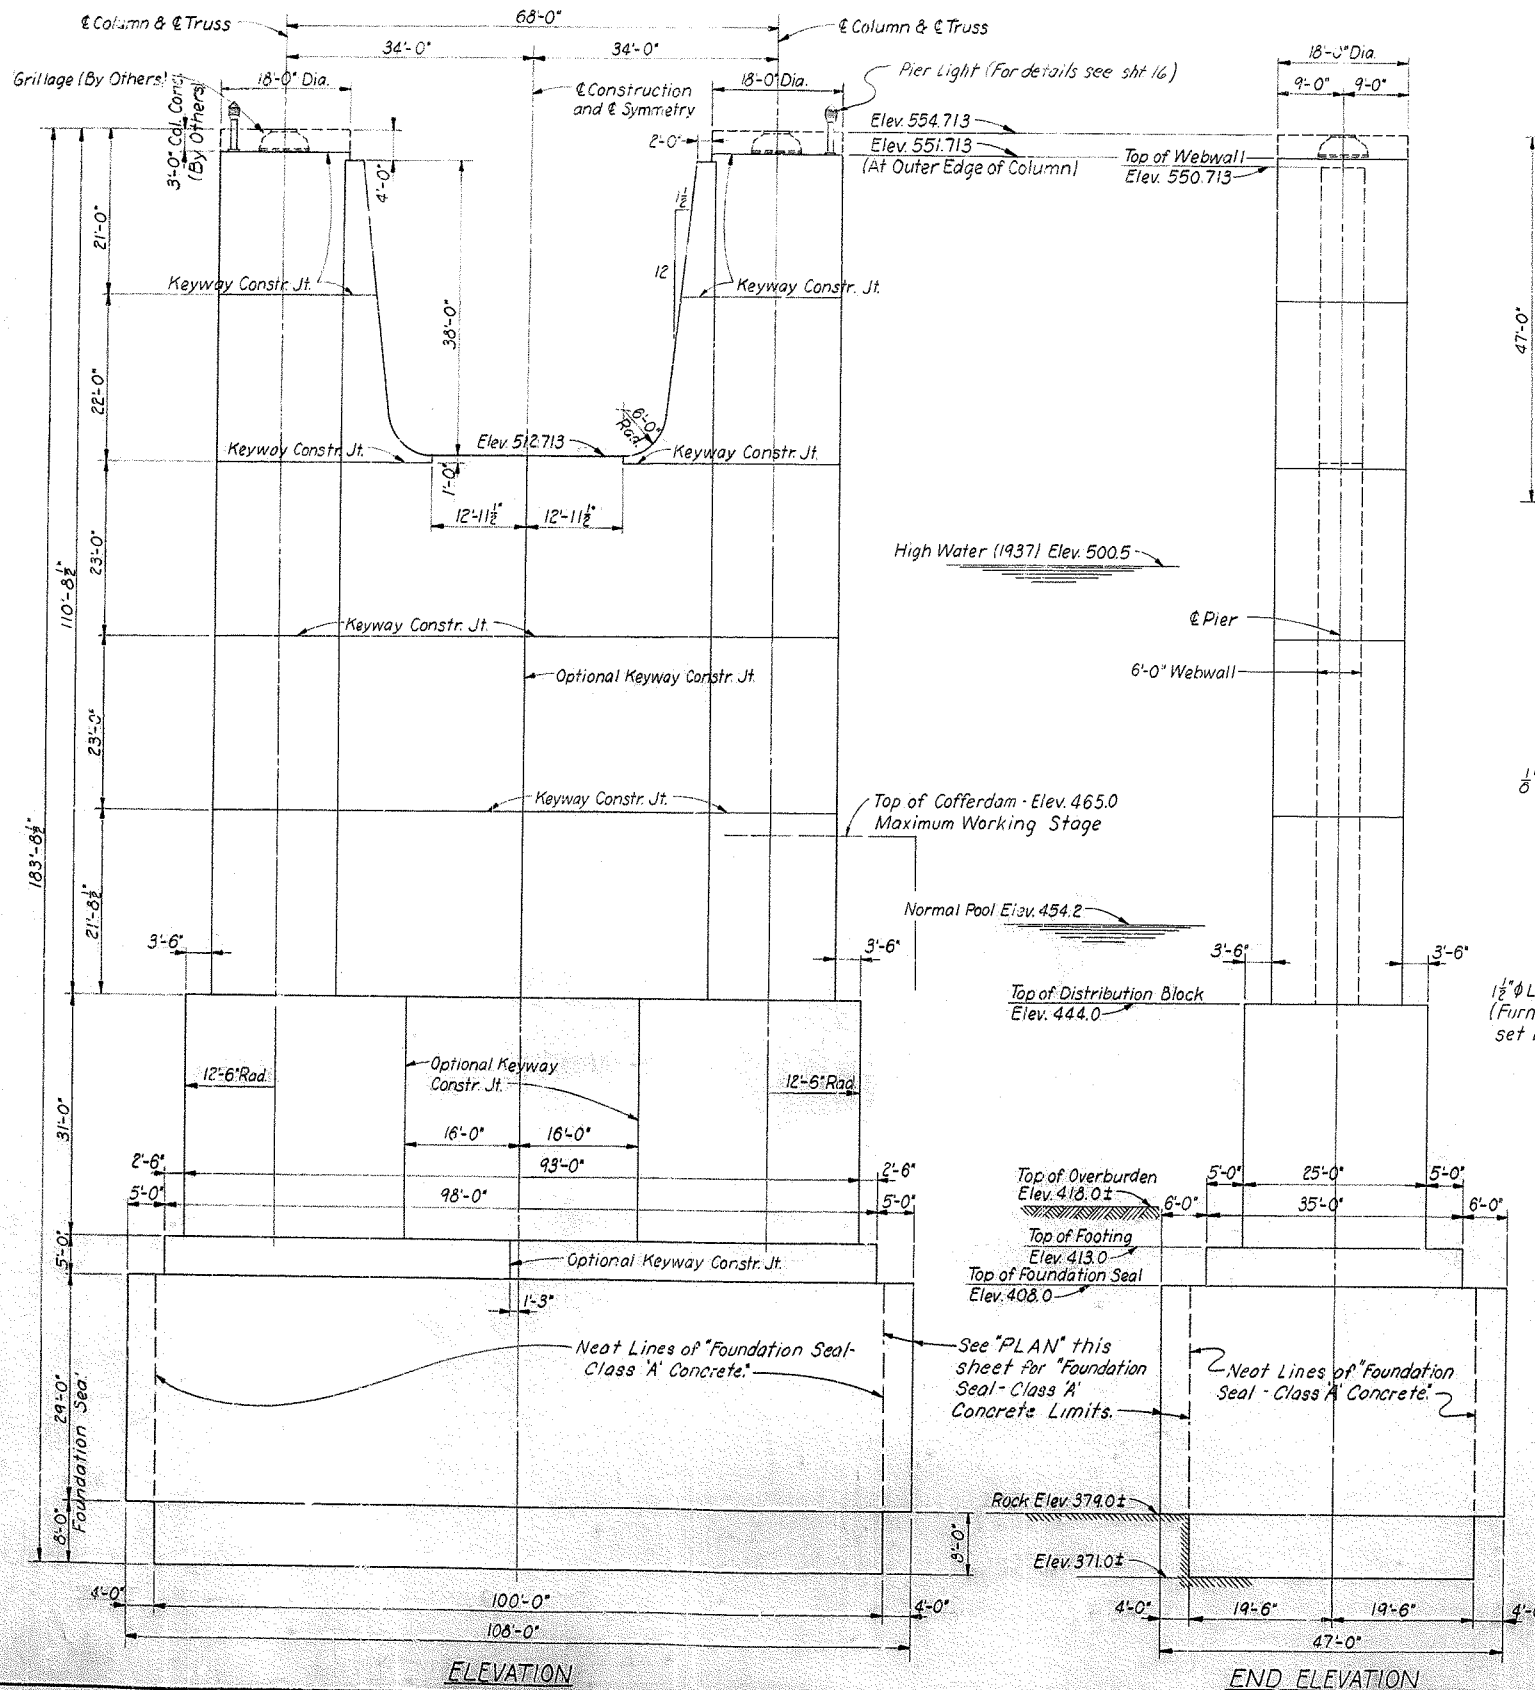 68'-0"
℄ Column & ℄ Truss
℄ Column & ℄ Truss
34'-0"
34'-0"
Grillage (By Others)
18'-0" Dia.
18'-0" Dia.
℄ Construction
and ℄ Symmetry
Pier Light (For details see sht 16)
3'-0" Col. Conc.
(By Others)
4'-0"
2'-0"
Elev. 554.713
Elev. 551.713
(At Outer Edge of Column)
1½
12
21'-0"
22'-0"
23'-0"
23'-0"
21'-8½"
110'-8½"
183'-8½"
Keyway Constr. Jt.
Keyway Constr. Jt.
38'-0"
6'-0"
Rad.
Elev. 512.713
Keyway Constr. Jt.
Keyway Constr. Jt.
1'-0"
12'-11½"
12'-11½"
High Water (1937) Elev. 500.5
Keyway Constr. Jt.
Optional Keyway Constr. Jt.
Keyway Constr. Jt.
Top of Cofferdam - Elev. 465.0
Maximum Working Stage
Normal Pool Elev. 454.2
3'-6"
3'-6"
31'-0"
12'-6" Rad.
Optional Keyway
Constr. Jt.
12'-6" Rad.
16'-0"
16'-0"
2'-6"
93'-0"
2'-6"
5'-0"
98'-0"
5'-0"
5'-0"
Optional Keyway Constr. Jt.
1'-3"
29'-0"
Foundation Seal
8'-0"
Neat Lines of "Foundation Seal-
Class 'A' Concrete."
See "PLAN" this
sheet for "Foundation
Seal - Class 'A'
Concrete Limits.
8'-0"
4'-0"
100'-0"
4'-0"
108'-0"
ELEVATION
18'-0" Dia.
9'-0"
9'-0"
Top of Webwall
Elev. 550.713
47'-0"
℄ Pier
6'-0" Webwall
3'-6"
3'-6"
Top of Distribution Block
Elev. 444.0
1½"ϕ L
(Furn
set
Top of Overburden
Elev. 418.0±
5'-0"
25'-0"
5'-0"
6'-0"
35'-0"
6'-0"
Top of Footing
Elev. 413.0
Top of Foundation Seal
Elev. 408.0
Neat Lines of "Foundation
Seal - Class 'A' Concrete."
Rock Elev. 379.0±
Elev. 371.0±
4'-0"
19'-6"
19'-6"
47'-0"
END ELEVATION